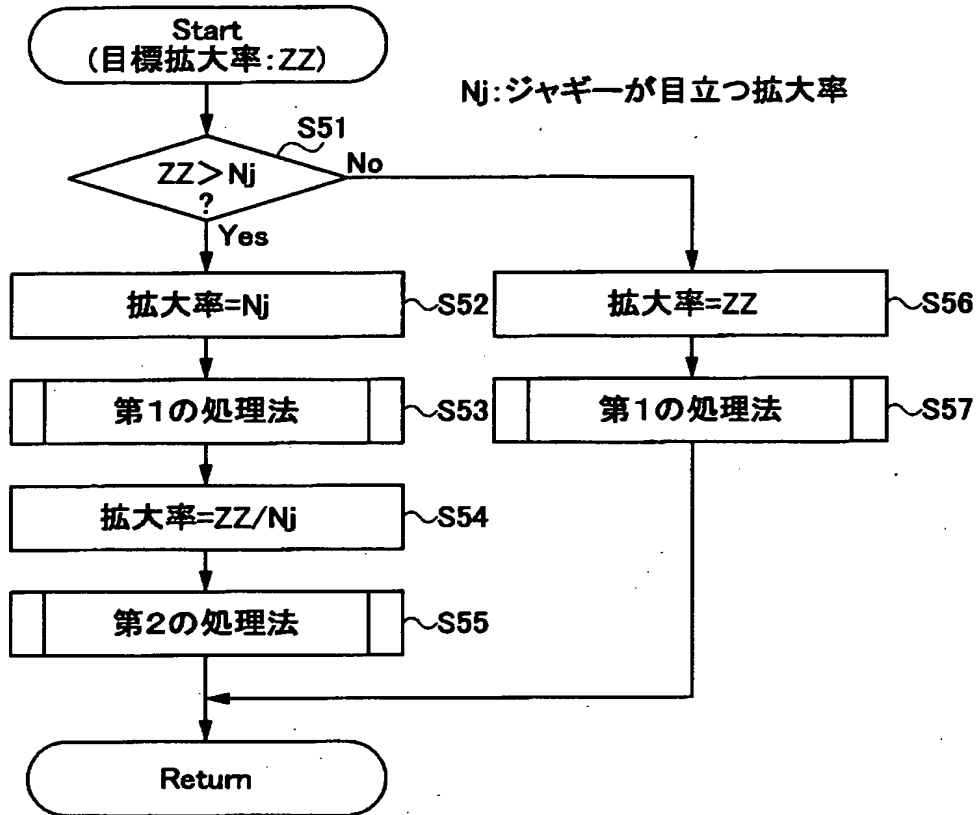 Start
(目標拡大率:ZZ)
Nj:ジャギーが目立つ拡大率
S51
ZZ>Nj
?
No
Yes
拡大率=Nj
S52
拡大率=ZZ
S56
第1の処理法
S53
第1の処理法
S57
拡大率=ZZ/Nj
S54
第2の処理法
S55
Return